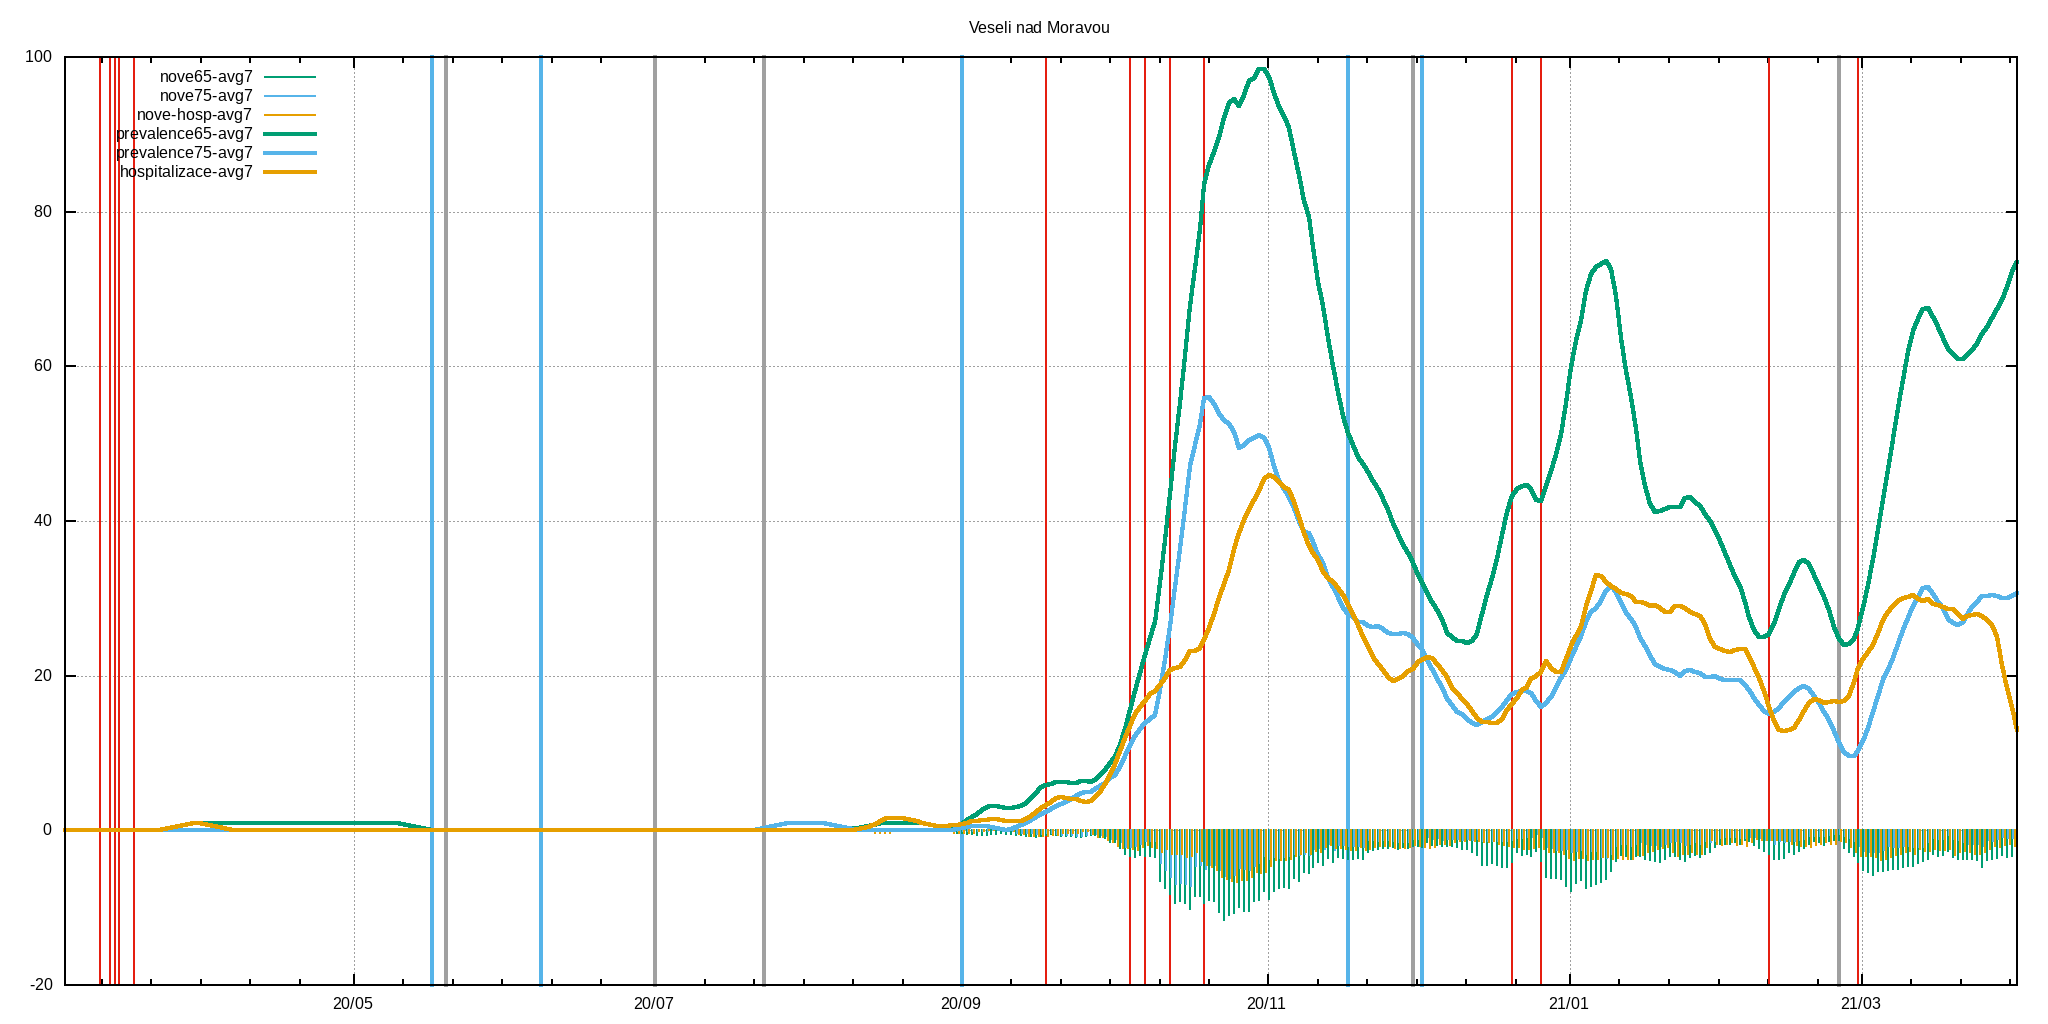 Veseli nad Moravou
100
80
60
40
20
0
-20
nove65-avg7
nove75-avg7
nove-hosp-avg7
prevalence65-avg7
prevalence75-avg7
hospitalizace-avg7
20/05
20/07
20/09
20/11
21/01
21/03